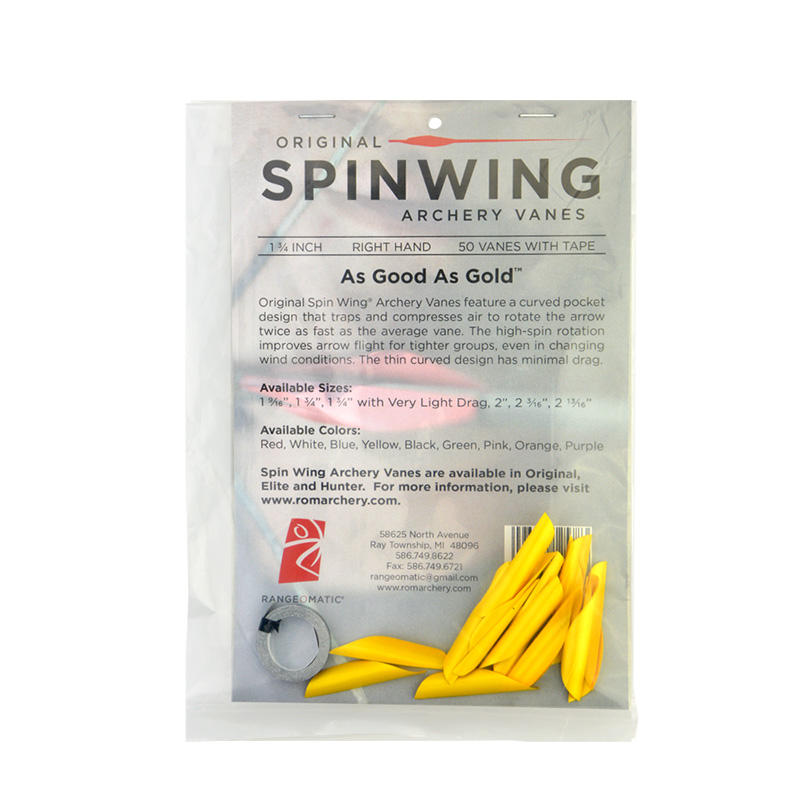 ORIGINAL
SPINWING
ARCHERY VANES
1 ¾ INCH RIGHT HAND 50 VANES WITH TAPE
As Good As Gold™
Original Spin Wing® Archery Vanes feature a curved pocket
design that traps and compresses air to rotate the arrow
twice as fast as the average vane. The high-spin rotation
improves arrow flight for tighter groups, even in changing
wind conditions. The thin curved design has minimal drag.
Available Sizes:
1 9/16”, 1 ¾”, 1 ¾” with Very Light Drag, 2”, 2 3/16”, 2 13/16”
Available Colors:
Red, White, Blue, Yellow, Black, Green, Pink, Orange, Purple
Spin Wing Archery Vanes are available in Original,
Elite and Hunter. For more information, please visit
www.romarchery.com.
58625 North Avenue
Ray Township, MI 48096
586.749.8622
Fax: 586.749.6721
rangeomatic@gmail.com
www.romarchery.com
RANGEOMATIC®